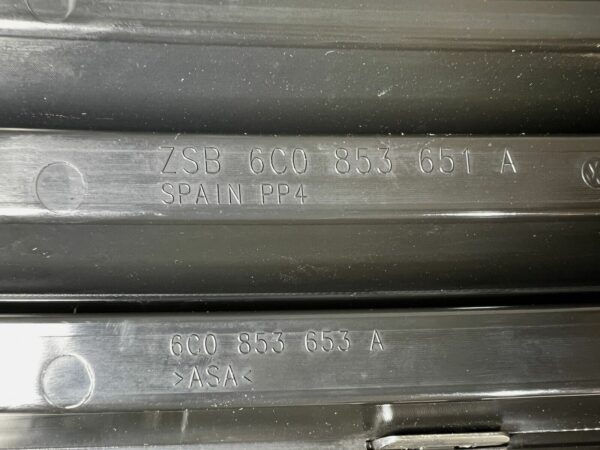 ZSB 6C0 853 651 A
SPAIN PP4
6C0 853 653 A
>ASA<